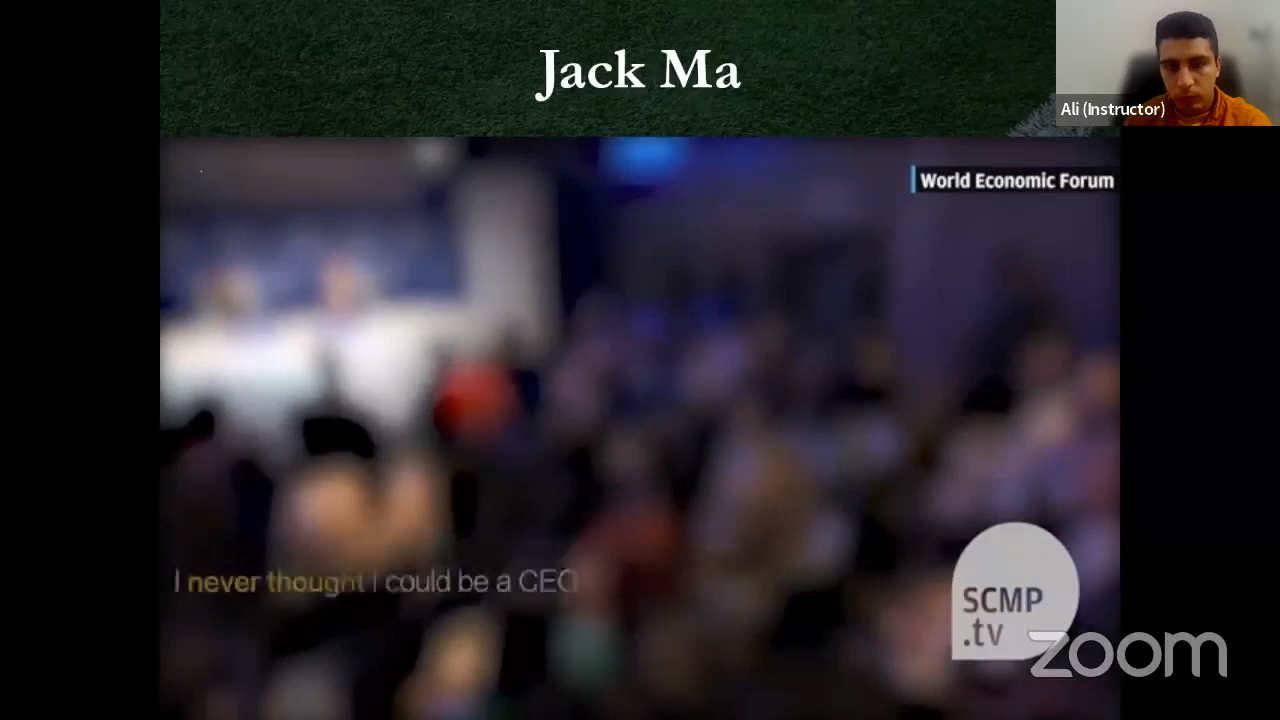 Jack Ma
Ali (Instructor)
World Economic Forum
I never thought I could be a CEO
SCMP
.tv
zoom